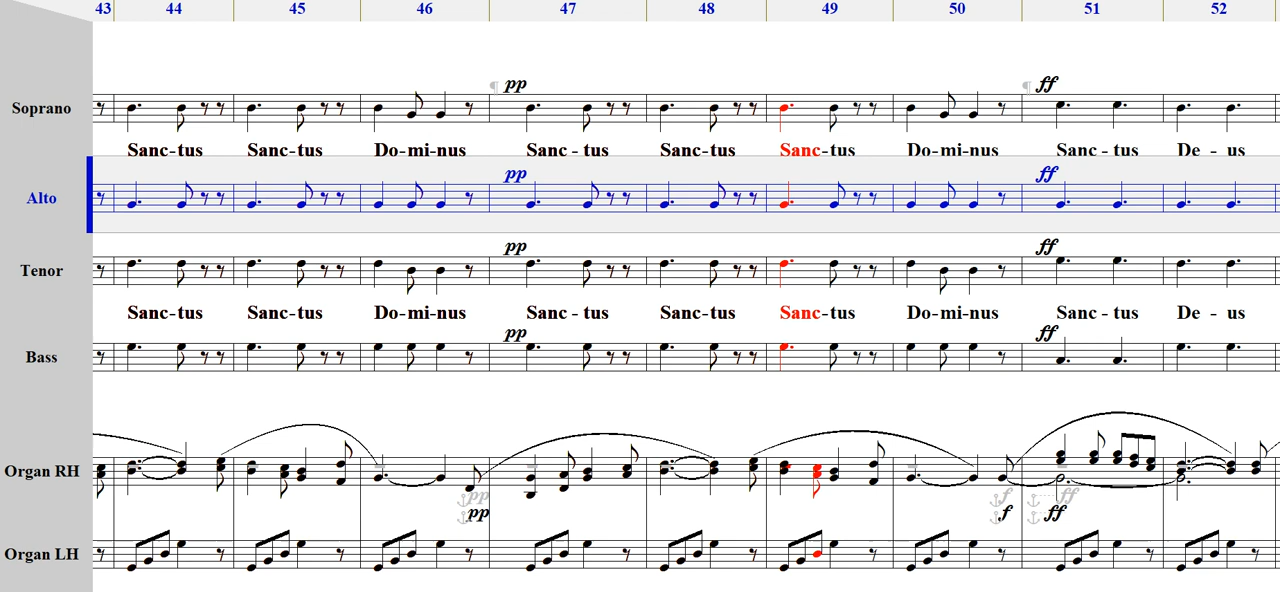 43 44 45 46 47 48 49 50 51 52
pp ff
Soprano
Sanc-tus Sanc-tus Do-mi-nus Sanc - tus Sanc-tus Sanc-tus Do-mi-nus Sanc - tus De - us
pp ff
Alto
pp ff
Tenor
Sanc-tus Sanc-tus Do-mi-nus Sanc - tus Sanc-tus Sanc-tus Do-mi-nus Sanc - tus De - us
pp ff
Bass
Organ RH
pp f ff
pp f ff
Organ LH